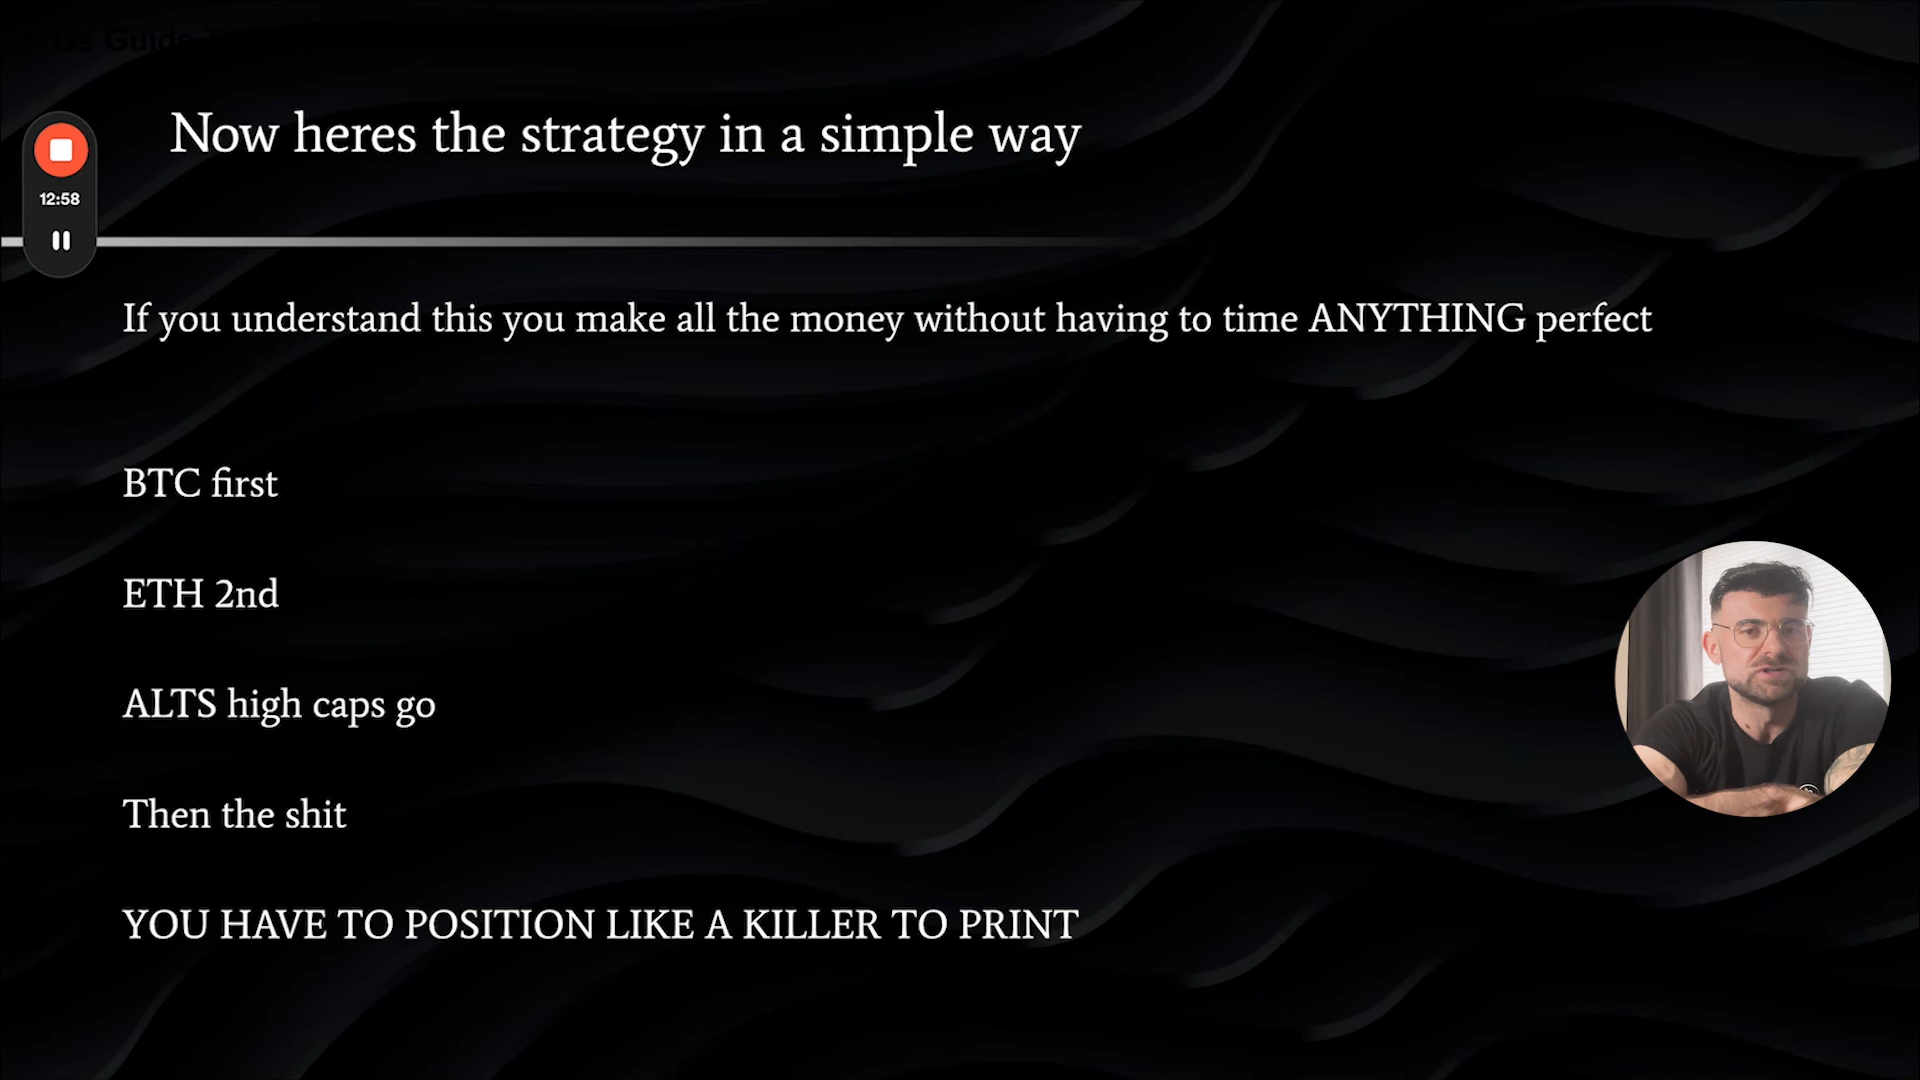 Gs Guide
Now heres the strategy in a simple way
12:58
If you understand this you make all the money without having to time ANYTHING perfect
BTC first
ETH 2nd
ALTS high caps go
Then the shit
YOU HAVE TO POSITION LIKE A KILLER TO PRINT